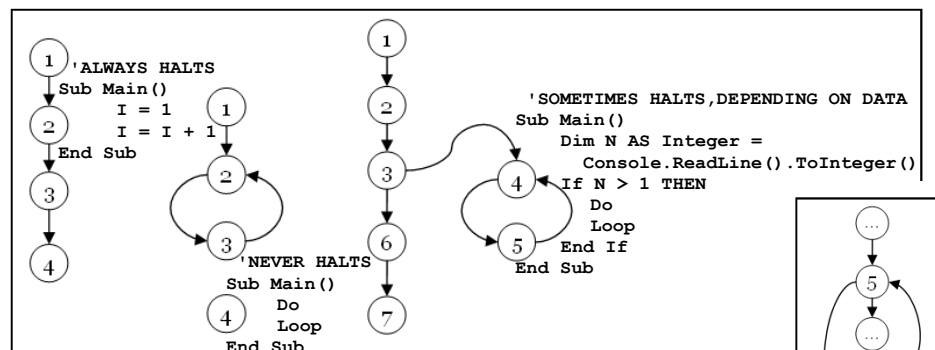 1
2
3
4
'ALWAYS HALTS
Sub Main()
I = 1
I = I + 1
End Sub
1
2
3
4
'NEVER HALTS
Sub Main()
Do
Loop
End Sub
1
2
3
4
5
6
7
'SOMETIMES HALTS,DEPENDING ON DATA
Sub Main()
Dim N AS Integer =
Console.ReadLine().ToInteger()
If N > 1 THEN
Do
Loop
End If
End Sub
...
5
...